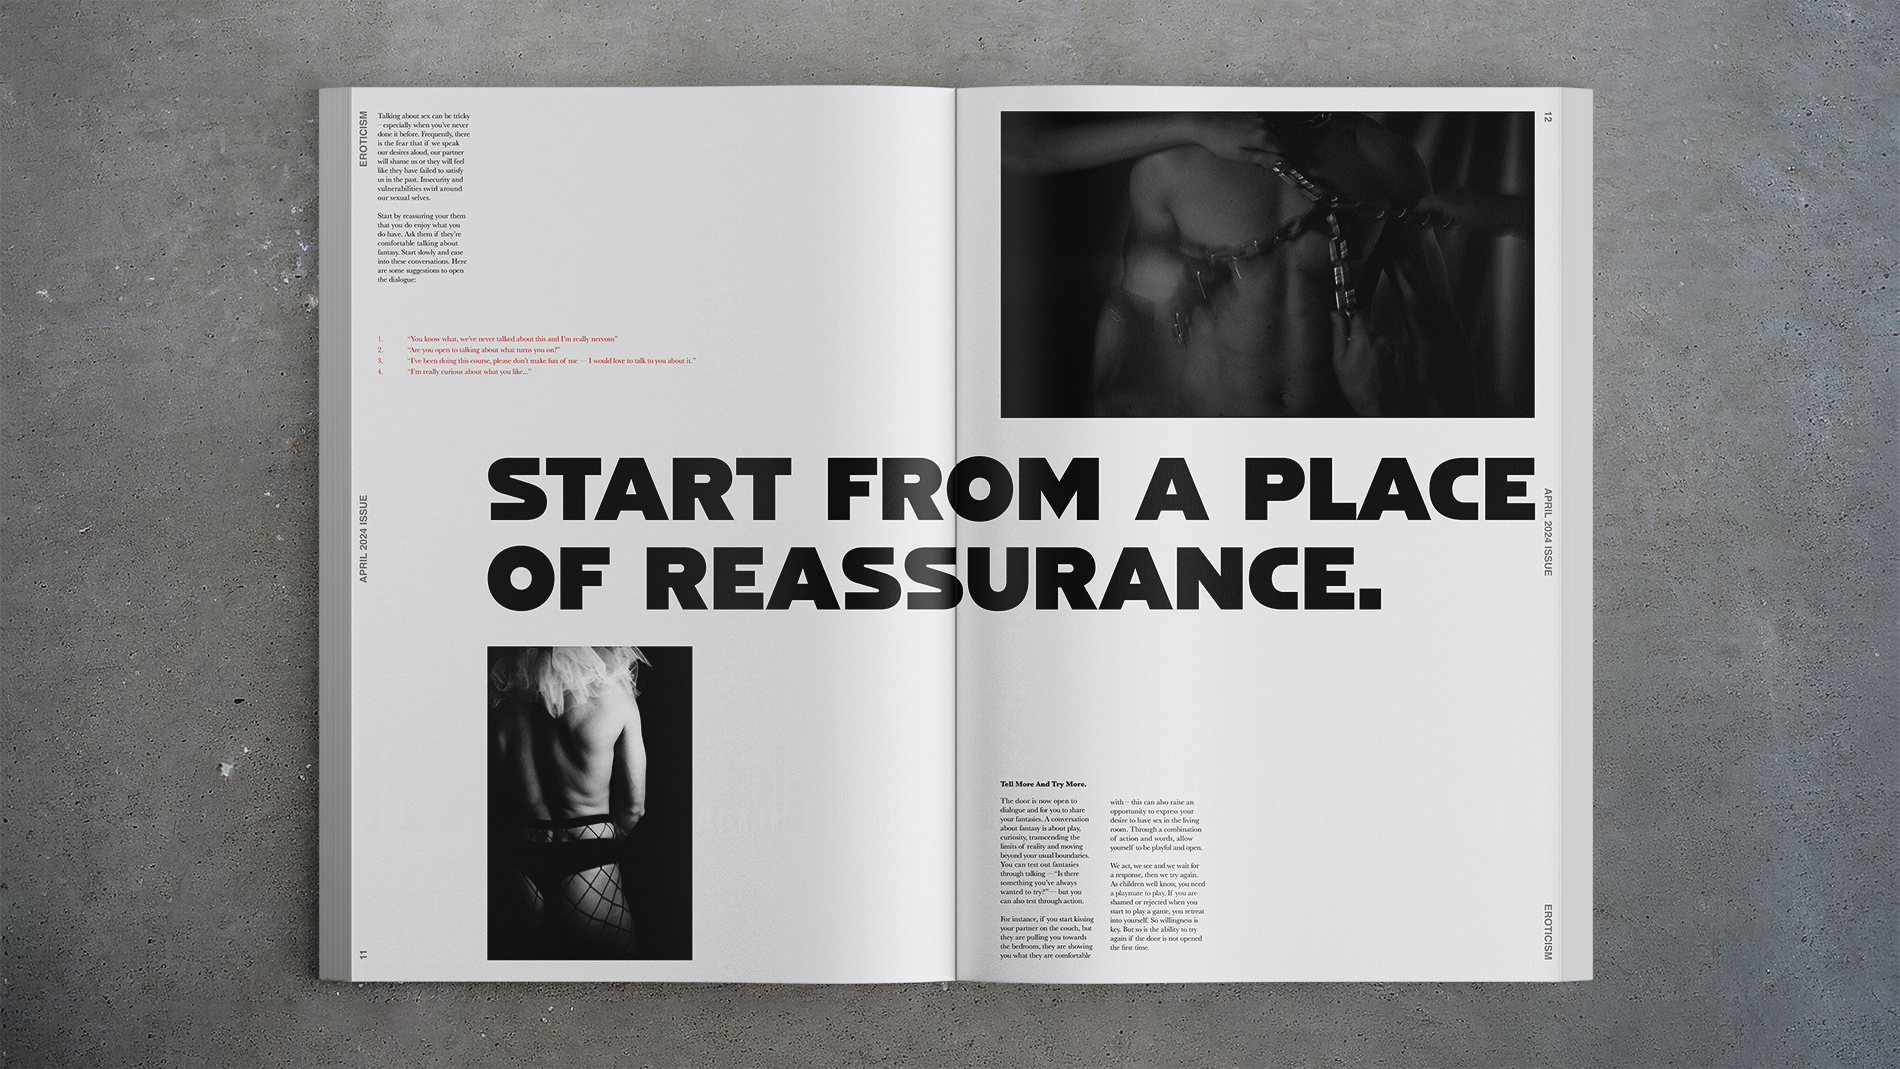 EROTICISM
Talking about sex can be tricky
– especially when you've never
done it before. Frequently, there
is the fear that if we speak
our desires aloud, our partner
will shame us or they will feel
like they have failed to satisfy
us in the past. Insecurity and
vulnerabilities swirl around
our sexual selves.
Start by reassuring your them
that you do enjoy what you
do have. Ask them if they're
comfortable talking about
fantasy. Start slowly and ease
into these conversations. Here
are some suggestions to open
the dialogue:
1. "You know what, we've never talked about this and I'm really nervous"
2. "Are you open to talking about what turns you on?"
3. "I've been doing this course, please don't make fun of me — I would love to talk to you about it."
4. "I'm really curious about what you like..."
APRIL 2024 ISSUE
11
START FROM A PLACE
OF REASSURANCE.
12
APRIL 2024 ISSUE
EROTICISM
Tell More And Try More.
The door is now open to
dialogue and for you to share
your fantasies. A conversation
about fantasy is about play,
curiosity, transcending the
limits of reality and moving
beyond your usual boundaries.
You can test out fantasies
through talking —"Is there
something you've always
wanted to try?"— but you
can also test through action.
For instance, if you start kissing
your partner on the couch, but
they are pulling you towards
the bedroom, they are showing
you what they are comfortable
with – this can also raise an
opportunity to express your
desire to have sex in the living
room. Through a combination
of action and words, allow
yourself to be playful and open.
We act, we see and we wait for
a response, then we try again.
As children well know, you need
a playmate to play. If you are
shamed or rejected when you
start to play a game, you retreat
into yourself. So willingness is
key. But so is the ability to try
again if the door is not opened
the first time.